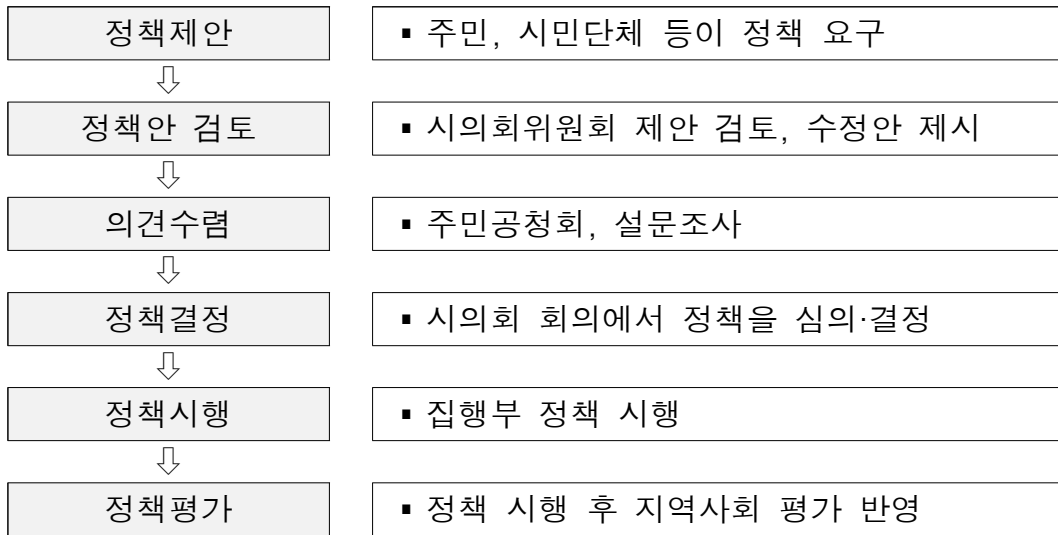 정책제안
▪ 주민, 시민단체 등이 정책 요구
정책안 검토
▪ 시의회위원회 제안 검토, 수정안 제시
의견수렴
▪ 주민공청회, 설문조사
정책결정
▪ 시의회 회의에서 정책을 심의·결정
정책시행
▪ 집행부 정책 시행
정책평가
▪ 정책 시행 후 지역사회 평가 반영